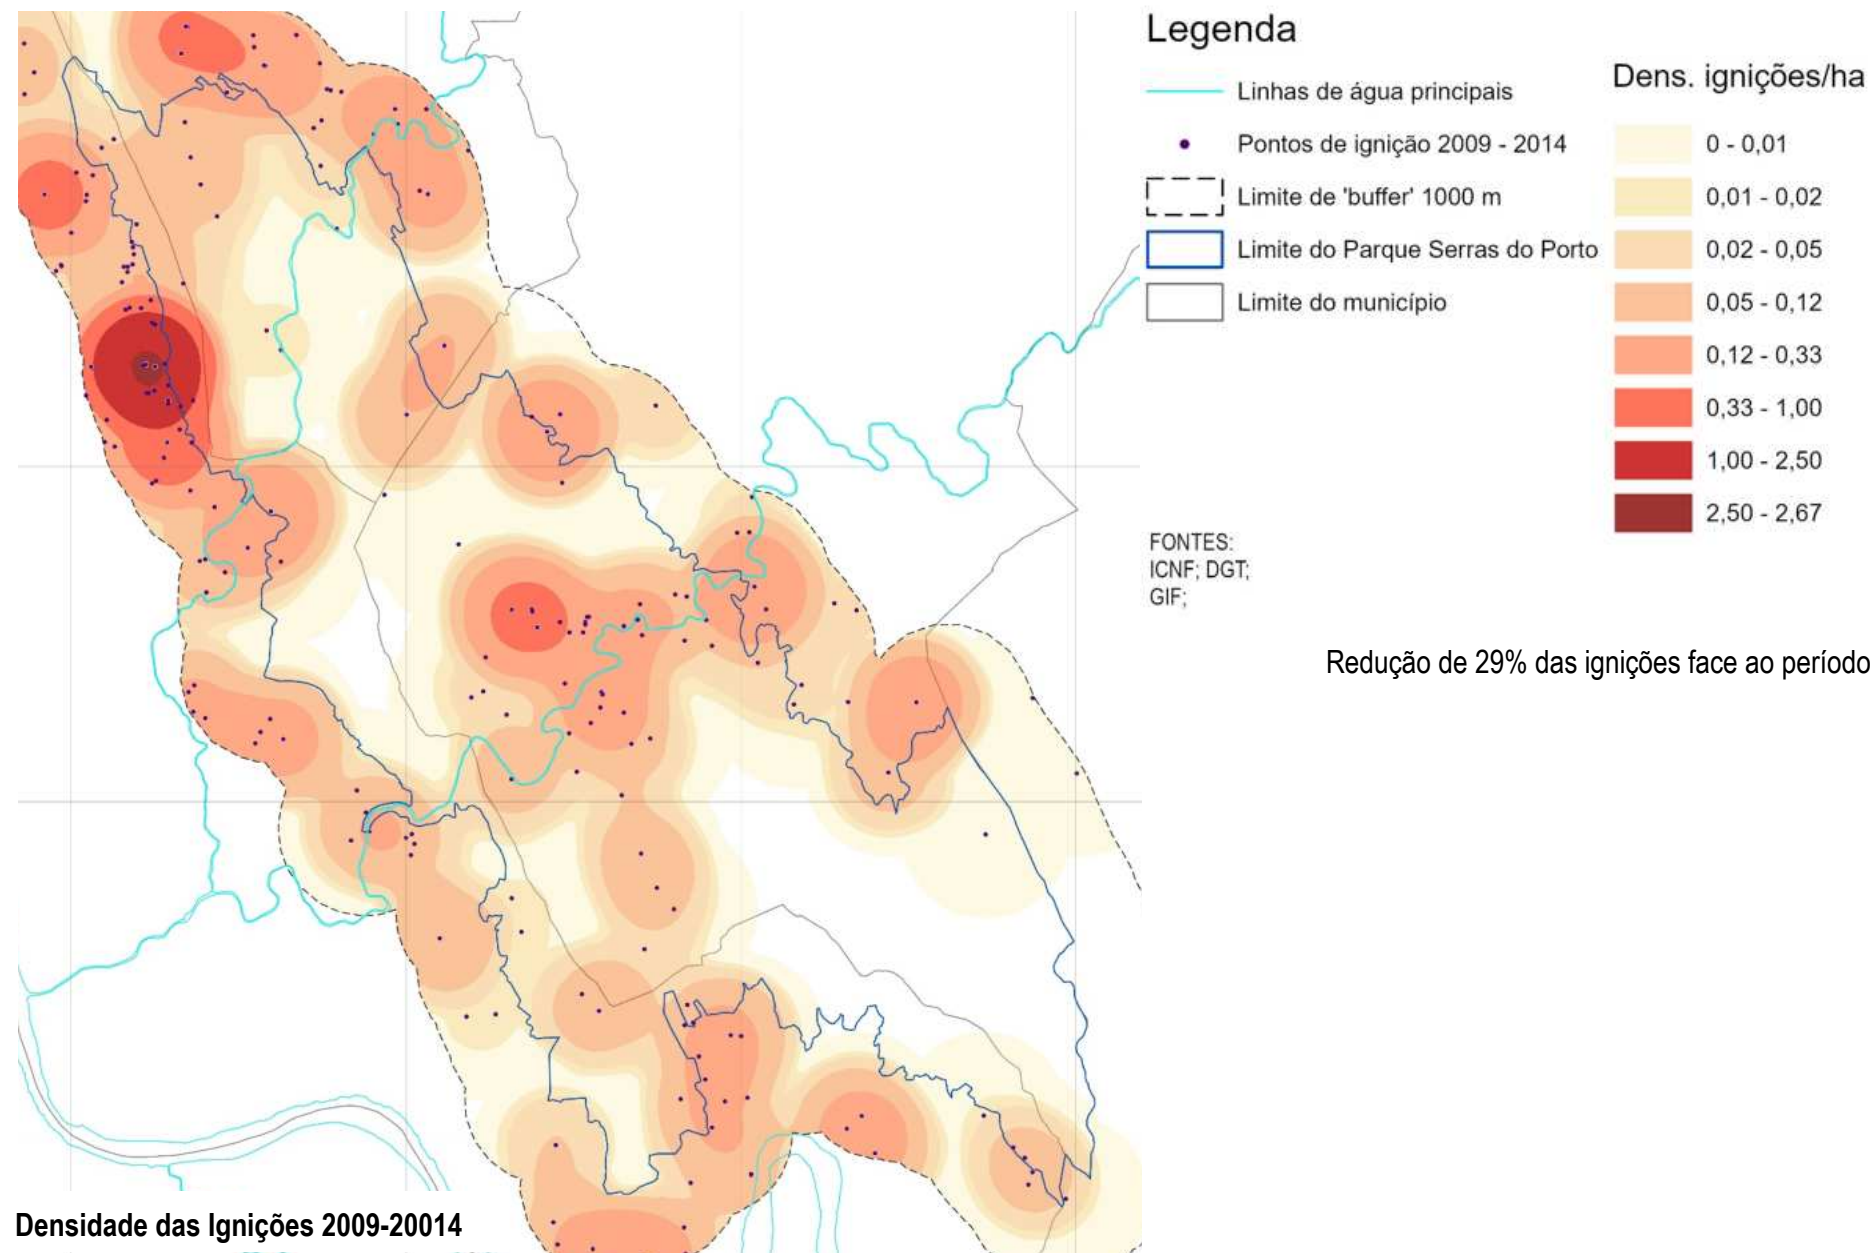 Legenda
Linhas de água principais
Pontos de ignição 2009 - 2014
Limite de 'buffer' 1000 m
Limite do Parque Serras do Porto
Limite do município
Dens. ignições/ha
0 - 0,01
0,01 - 0,02
0,02 - 0,05
0,05 - 0,12
0,12 - 0,33
0,33 - 1,00
1,00 - 2,50
2,50 - 2,67
FONTES:
ICNF; DGT;
GIF;
Redução de 29% das ignições face ao período
Densidade das Ignições 2009-20014